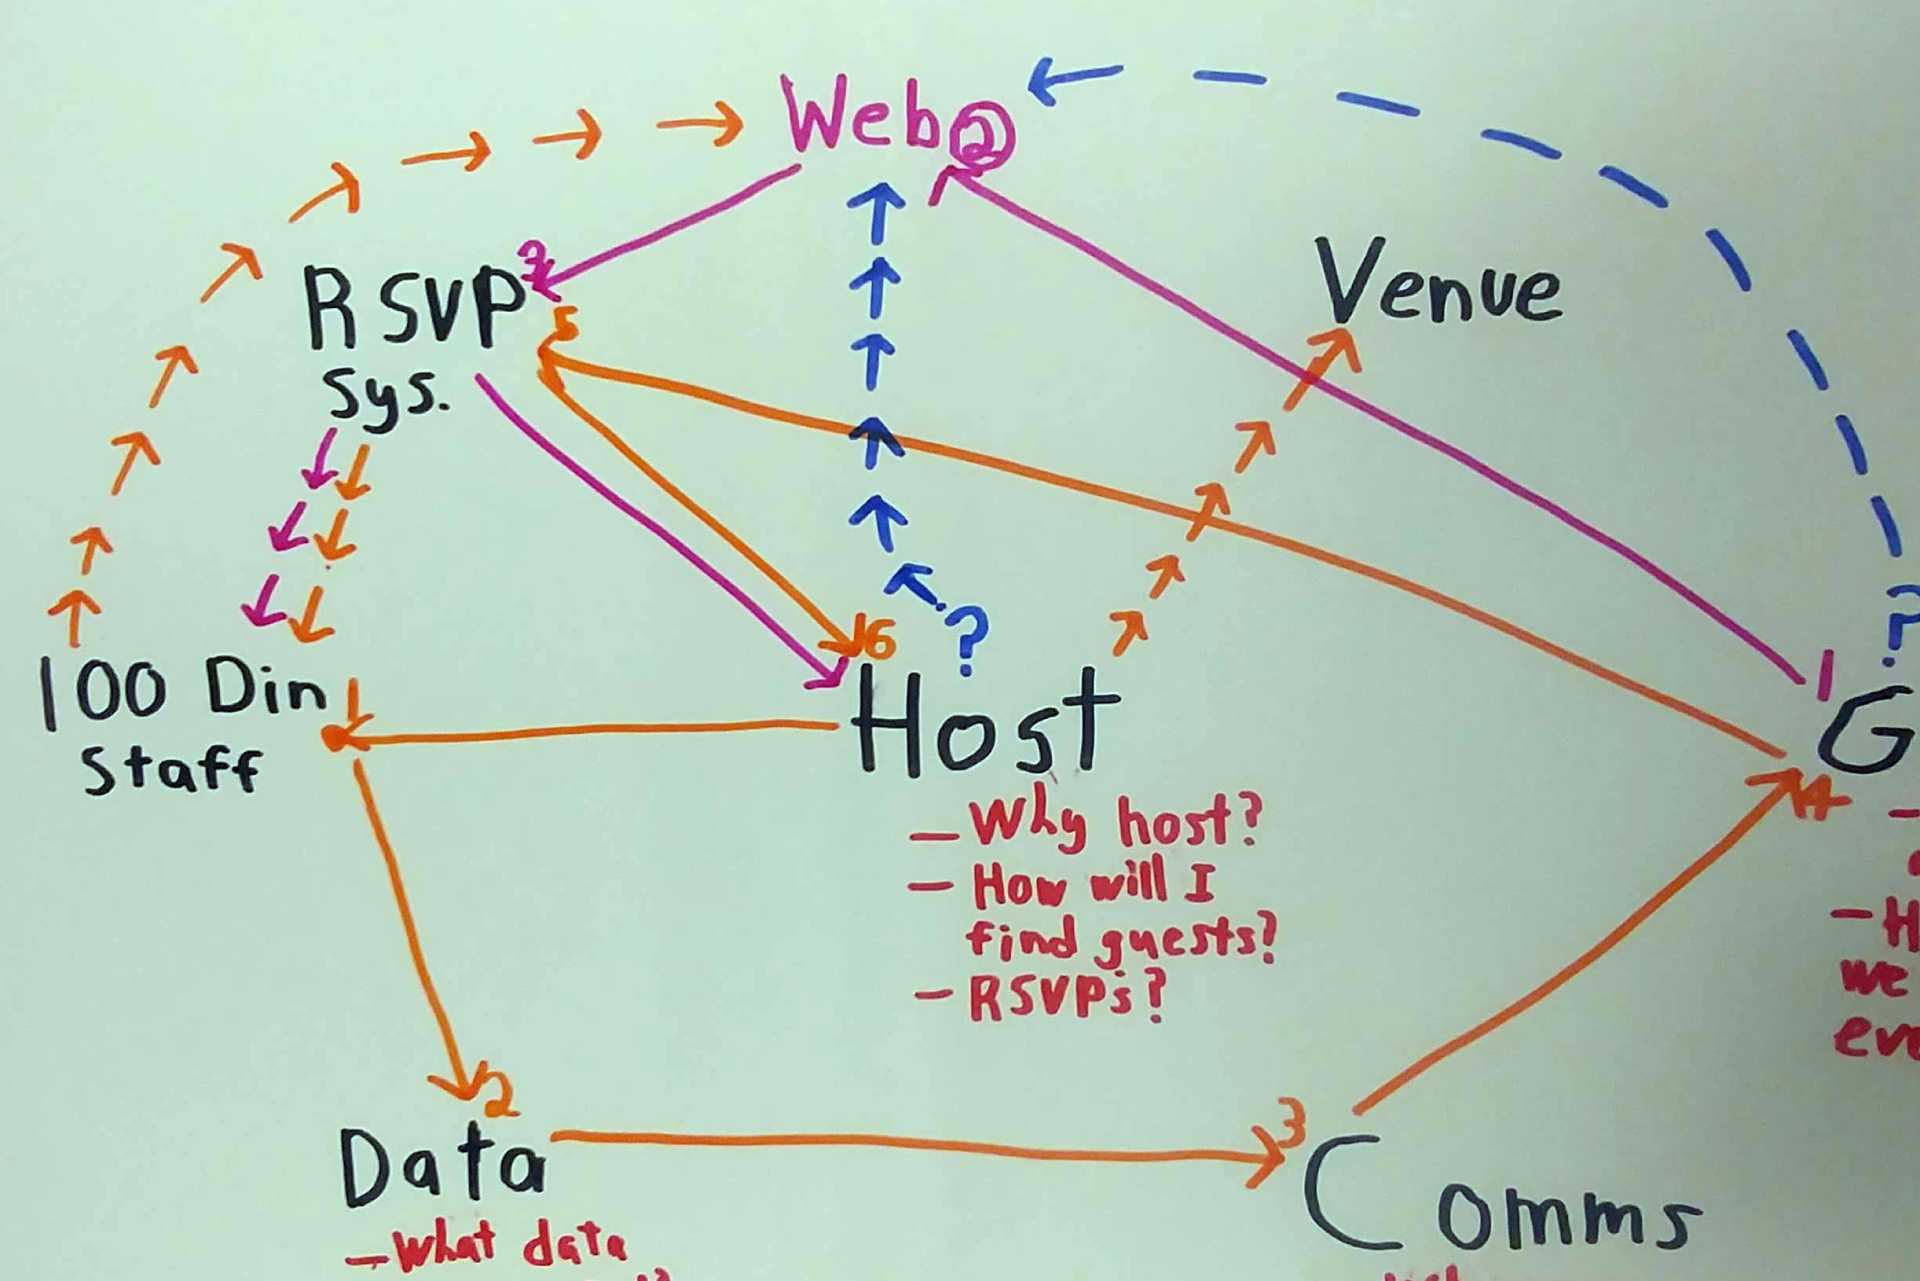 Web 2
Venue
RSVP
5
Sys.
6
?
?
1
100 Din
1
Staff
Host
G
4
- Why host?
- How will I
find guests?
- RSVPs?
- H
we
2
3
Data
Comms
- What data